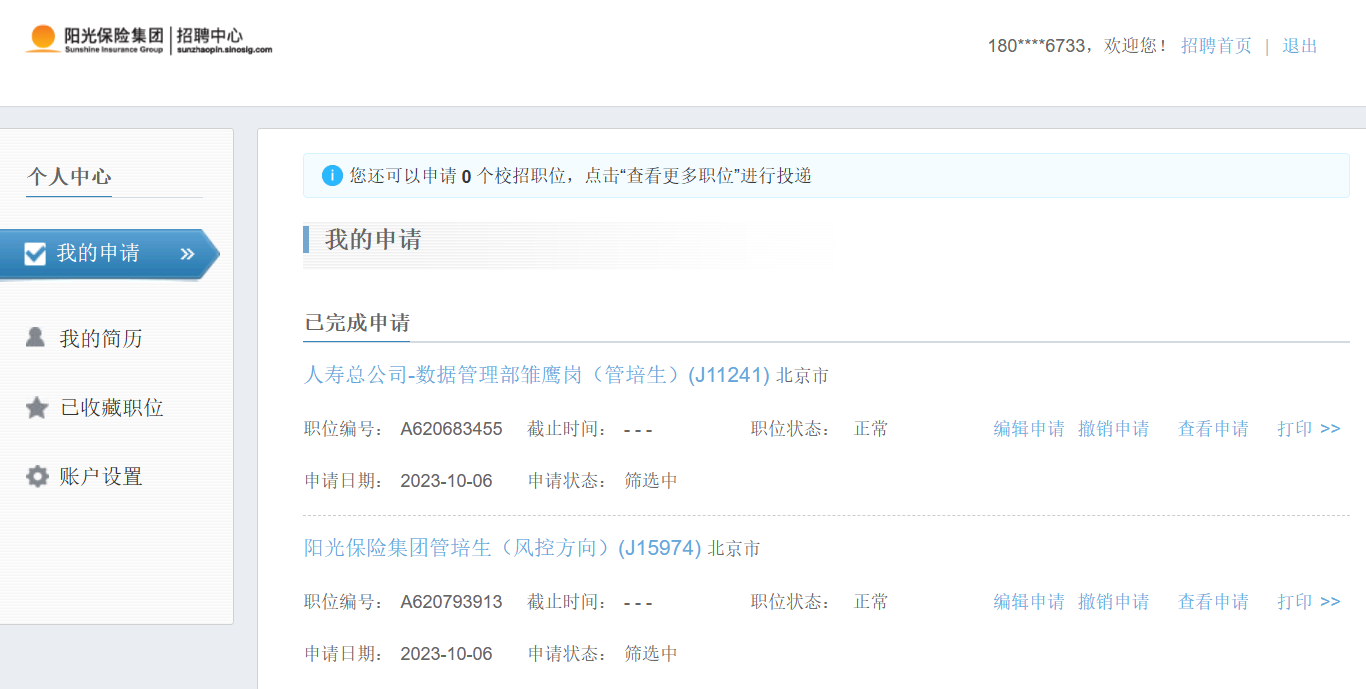 阳光保险集团 招聘中心
Sunshine Insurance Group sunzhaopin.sinosig.com
180****6733，欢迎您！ 招聘首页 | 退出
个人中心
我的申请 »
我的简历
已收藏职位
账户设置
您还可以申请 0 个校招职位，点击“查看更多职位”进行投递
我的申请
已完成申请
人寿总公司-数据管理部雏鹰岗（管培生）(J11241) 北京市
职位编号： A620683455 截止时间： - - - 职位状态： 正常 编辑申请 撤销申请 查看申请 打印 >>
申请日期： 2023-10-06 申请状态： 筛选中
阳光保险集团管培生（风控方向）(J15974) 北京市
职位编号： A620793913 截止时间： - - - 职位状态： 正常 编辑申请 撤销申请 查看申请 打印 >>
申请日期： 2023-10-06 申请状态： 筛选中